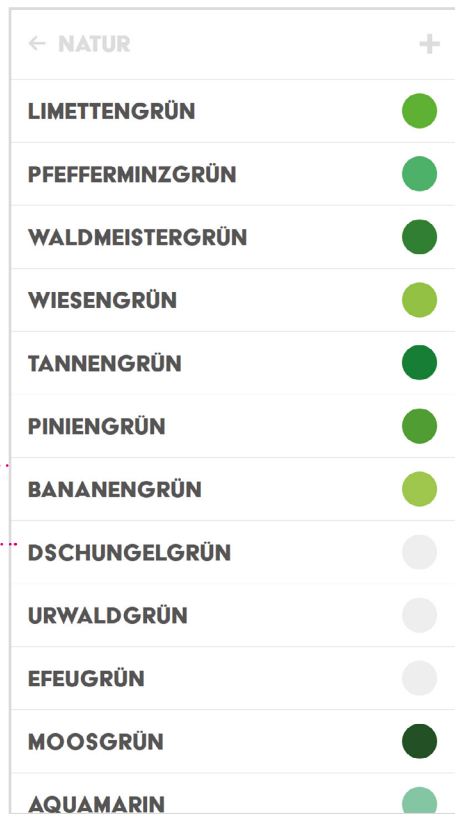 ← NATUR +
LIMETTENGRÜN
PFEFFERMINZGRÜN
WALDMEISTERGRÜN
WIESENGRÜN
TANNENGRÜN
PINIENGRÜN
BANANENGRÜN
DSCHUNGELGRÜN
URWALDGRÜN
EFEUGRÜN
MOOSGRÜN
AQUAMARIN